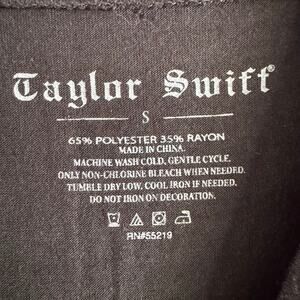 Taylor Swift
S
65% POLYESTER 35% RAYON
MADE IN CHINA.
MACHINE WASH COLD, GENTLE CYCLE.
ONLY NON-CHLORINE BLEACH WHEN NEEDED.
TUMBLE DRY LOW, COOL IRON IF NEEDED.
DO NOT IRON ON DECORATION.
RN#55219